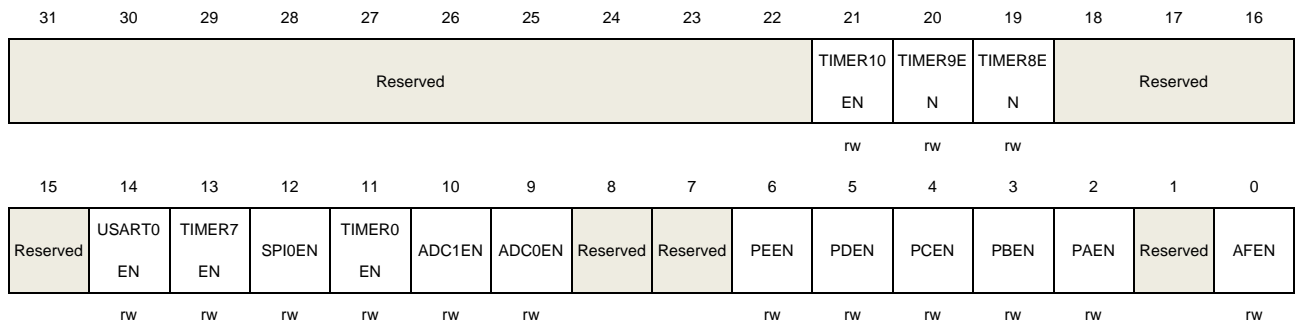 31 30 29 28 27 26 25 24 23 22 21 20 19 18 17 16
Reserved TIMER10 EN TIMER9E N TIMER8E N Reserved
rw rw rw
15 14 13 12 11 10 9 8 7 6 5 4 3 2 1 0
Reserved USART0 EN TIMER7 EN SPI0EN TIMER0 EN ADC1EN ADC0EN Reserved Reserved PEEN PDEN PCEN PBEN PAEN Reserved AFEN
rw rw rw rw rw rw rw rw rw rw rw rw